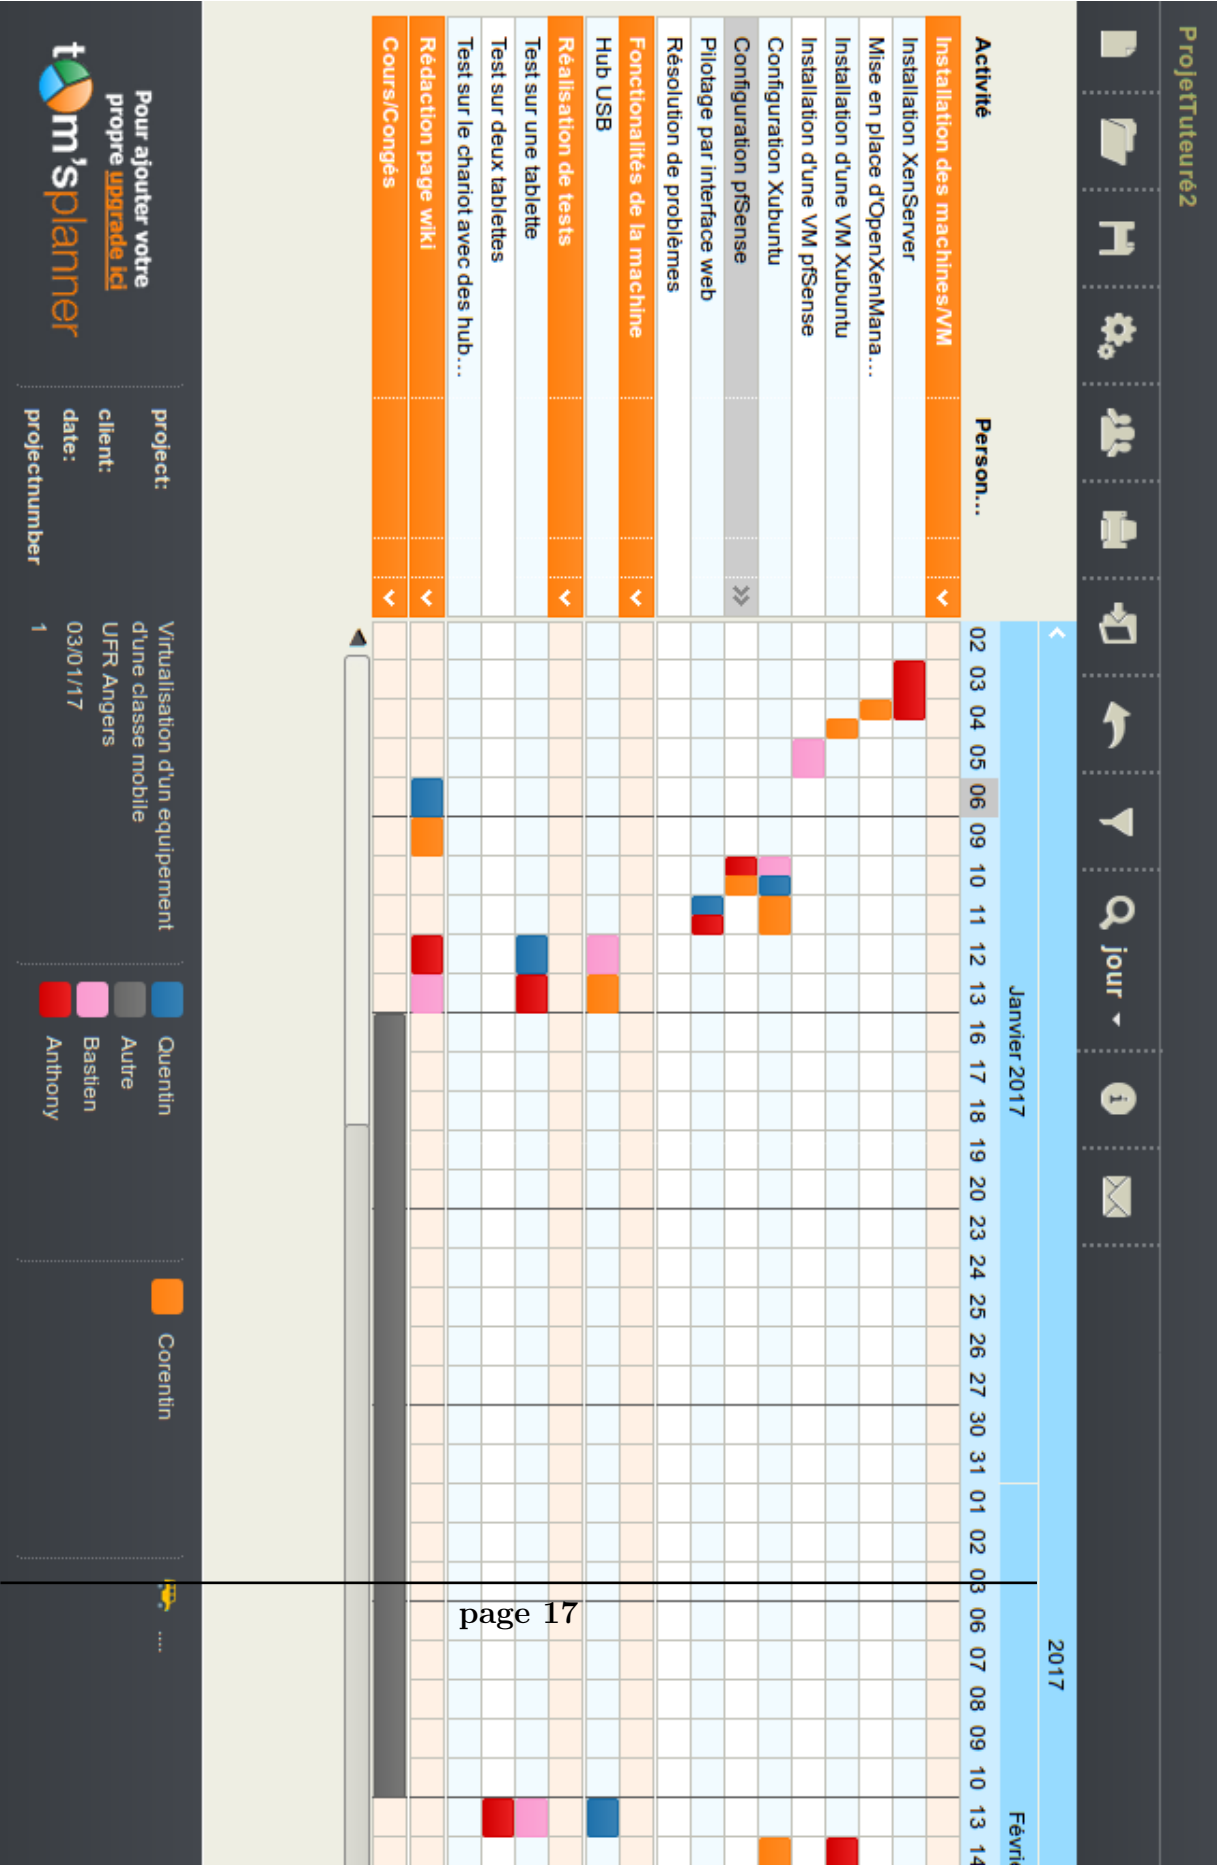 ProjetTuteuré2
jour
2017
Janvier 2017
Févri
Activité
Person...
02 03 04 05 06 09 10 11 12 13 16 17 18 19 20 23 24 25 26 27 30 31 01 02 03 06 07 08 09 10 13 14
Installation des machines/VM
Installation XenServer
Mise en place d'OpenXenMana...
Installation d'une VM Xubuntu
Installation d'une VM pfSense
Configuration Xubuntu
Configuration pfSense
Pilotage par interface web
Résolution de problèmes
Fonctionalités de la machine
Hub USB
Réalisation de tests
Test sur une tablette
Test sur deux tablettes
Test sur le chariot avec des hub...
Rédaction page wiki
Cours/Congés
Pour ajouter votre
propre upgrade ici
tom'splanner
project:
Virtualisation d'un equipement
d'une classe mobile
client:
UFR Angers
date:
03/01/17
projectnumber
1
Quentin
Autre
Bastien
Anthony
Corentin
....
page 17